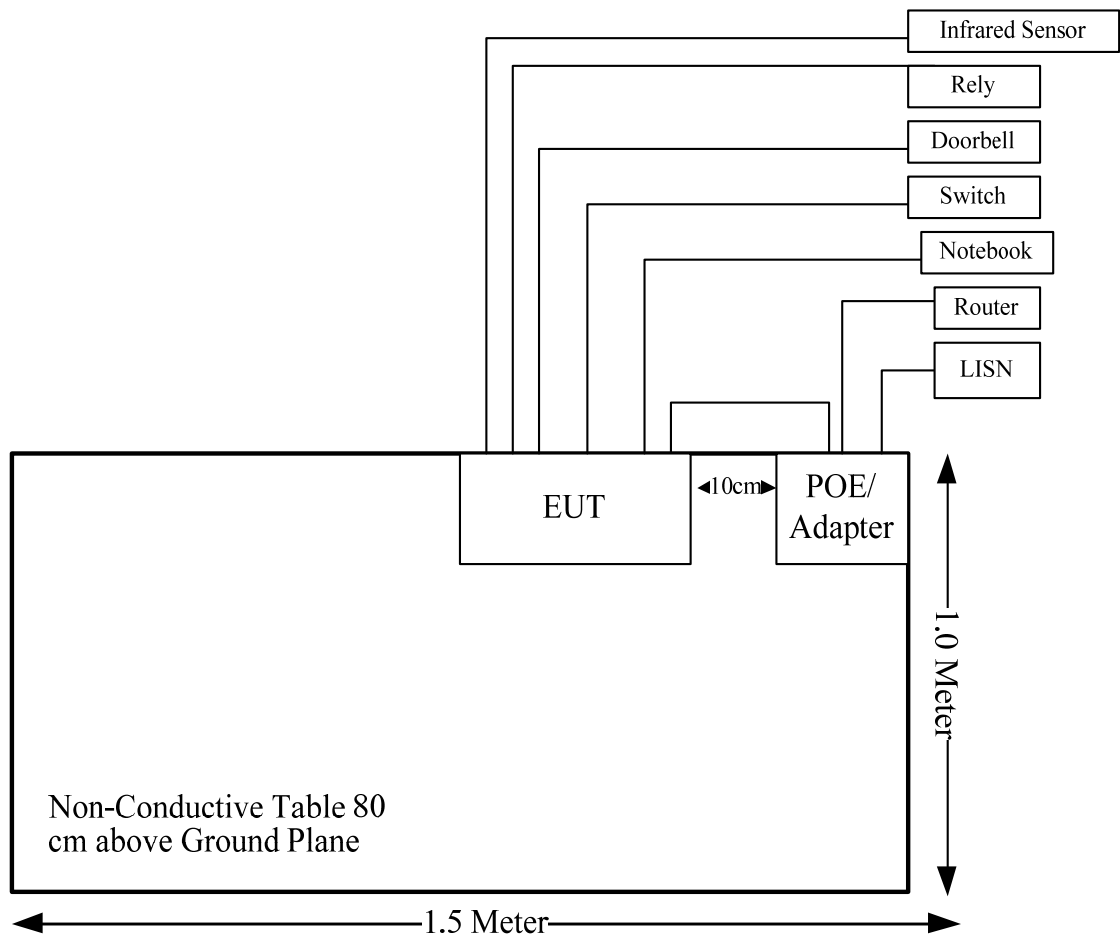 Infrared Sensor
Rely
Doorbell
Switch
Notebook
Router
LISN
EUT
10cm
POE/
Adapter
1.0 Meter
Non-Conductive Table 80
cm above Ground Plane
1.5 Meter